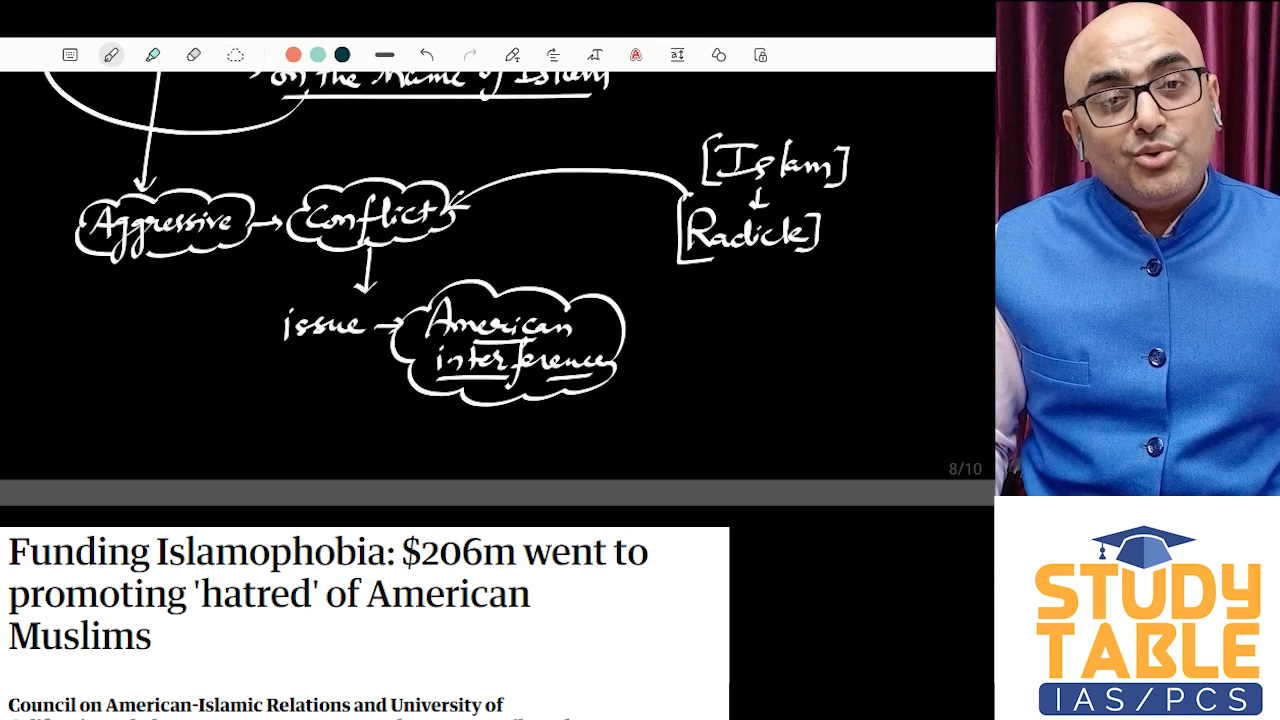 on the Name of Islam
[Islam]
Aggressive → Conflict
[Radick]
issue → American
interference
8/10
Funding Islamophobia: $206m went to
promoting 'hatred' of American
Muslims
Council on American-Islamic Relations and University of
STUDY
TABLE
IAS/PCS